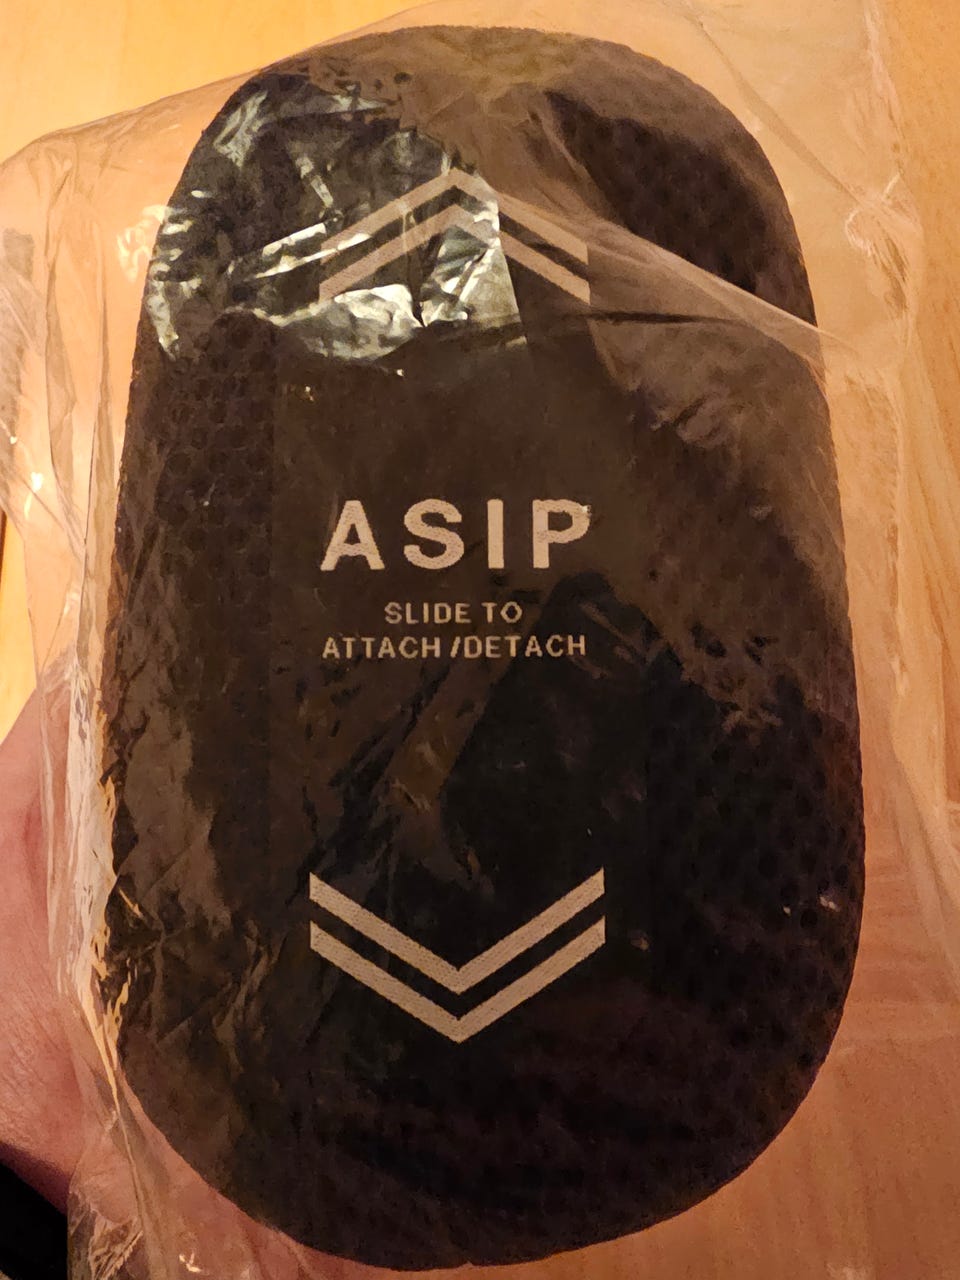 ASIP
SLIDE TO
ATTACH /DETACH